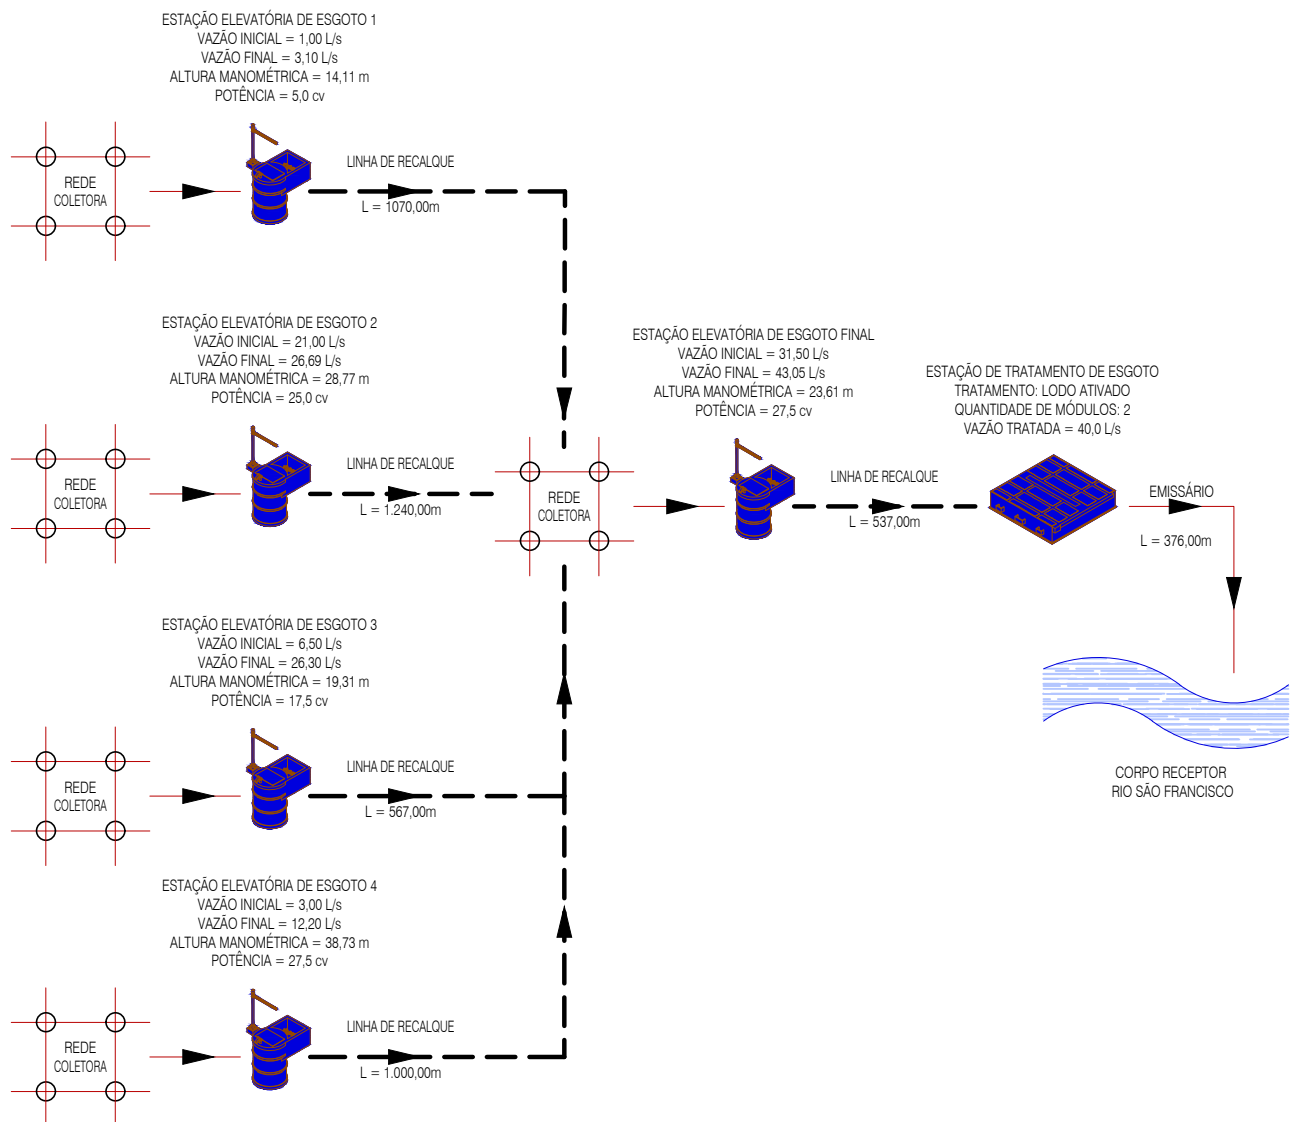 ESTAÇÃO ELEVATÓRIA DE ESGOTO 1
VAZÃO INICIAL = 1,00 L/s
VAZÃO FINAL = 3,10 L/s
ALTURA MANOMÉTRICA = 14,11 m
POTÊNCIA = 5,0 cv
REDE
COLETORA
LINHA DE RECALQUE
L = 1070,00m
ESTAÇÃO ELEVATÓRIA DE ESGOTO 2
VAZÃO INICIAL = 21,00 L/s
VAZÃO FINAL = 26,69 L/s
ALTURA MANOMÉTRICA = 28,77 m
POTÊNCIA = 25,0 cv
REDE
COLETORA
LINHA DE RECALQUE
L = 1.240,00m
REDE
COLETORA
ESTAÇÃO ELEVATÓRIA DE ESGOTO FINAL
VAZÃO INICIAL = 31,50 L/s
VAZÃO FINAL = 43,05 L/s
ALTURA MANOMÉTRICA = 23,61 m
POTÊNCIA = 27,5 cv
LINHA DE RECALQUE
L = 537,00m
ESTAÇÃO DE TRATAMENTO DE ESGOTO
TRATAMENTO: LODO ATIVADO
QUANTIDADE DE MÓDULOS: 2
VAZÃO TRATADA = 40,0 L/s
EMISSÁRIO
L = 376,00m
CORPO RECEPTOR
RIO SÃO FRANCISCO
ESTAÇÃO ELEVATÓRIA DE ESGOTO 3
VAZÃO INICIAL = 6,50 L/s
VAZÃO FINAL = 26,30 L/s
ALTURA MANOMÉTRICA = 19,31 m
POTÊNCIA = 17,5 cv
REDE
COLETORA
LINHA DE RECALQUE
L = 567,00m
ESTAÇÃO ELEVATÓRIA DE ESGOTO 4
VAZÃO INICIAL = 3,00 L/s
VAZÃO FINAL = 12,20 L/s
ALTURA MANOMÉTRICA = 38,73 m
POTÊNCIA = 27,5 cv
REDE
COLETORA
LINHA DE RECALQUE
L = 1.000,00m